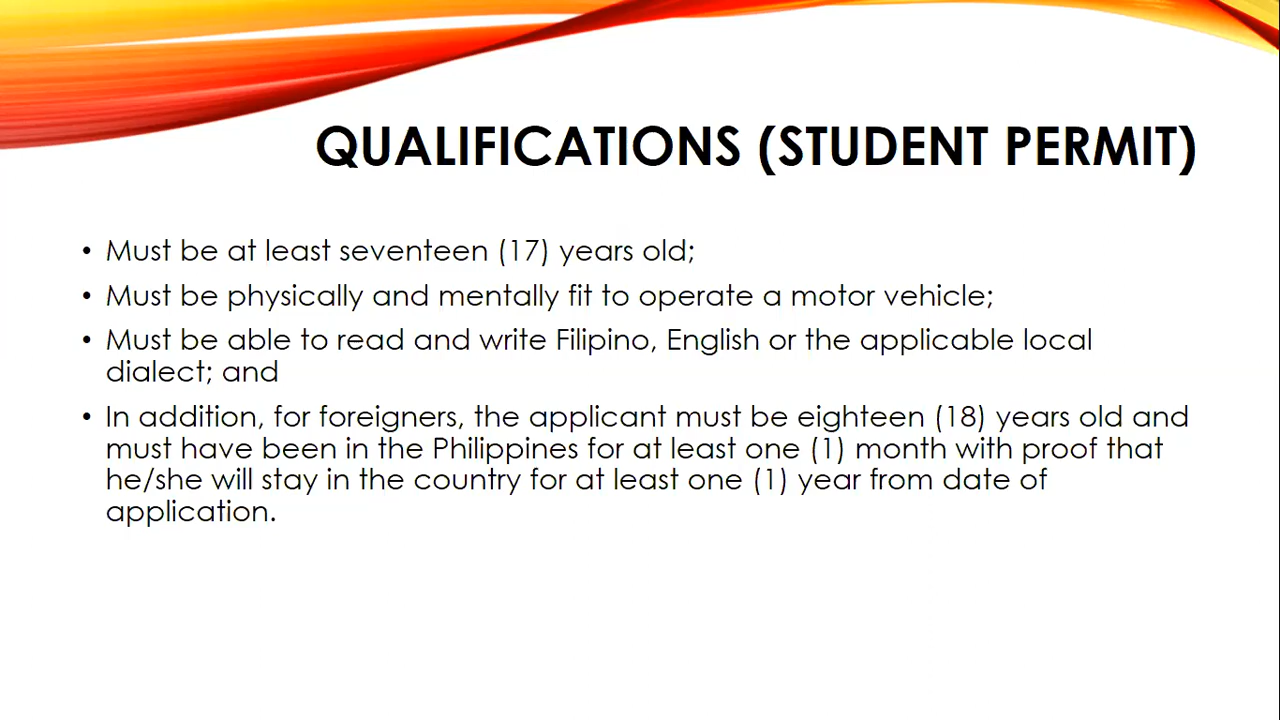 QUALIFICATIONS (STUDENT PERMIT)
• Must be at least seventeen (17) years old;
• Must be physically and mentally fit to operate a motor vehicle;
• Must be able to read and write Filipino, English or the applicable local
dialect; and
• In addition, for foreigners, the applicant must be eighteen (18) years old and
must have been in the Philippines for at least one (1) month with proof that
he/she will stay in the country for at least one (1) year from date of
application.